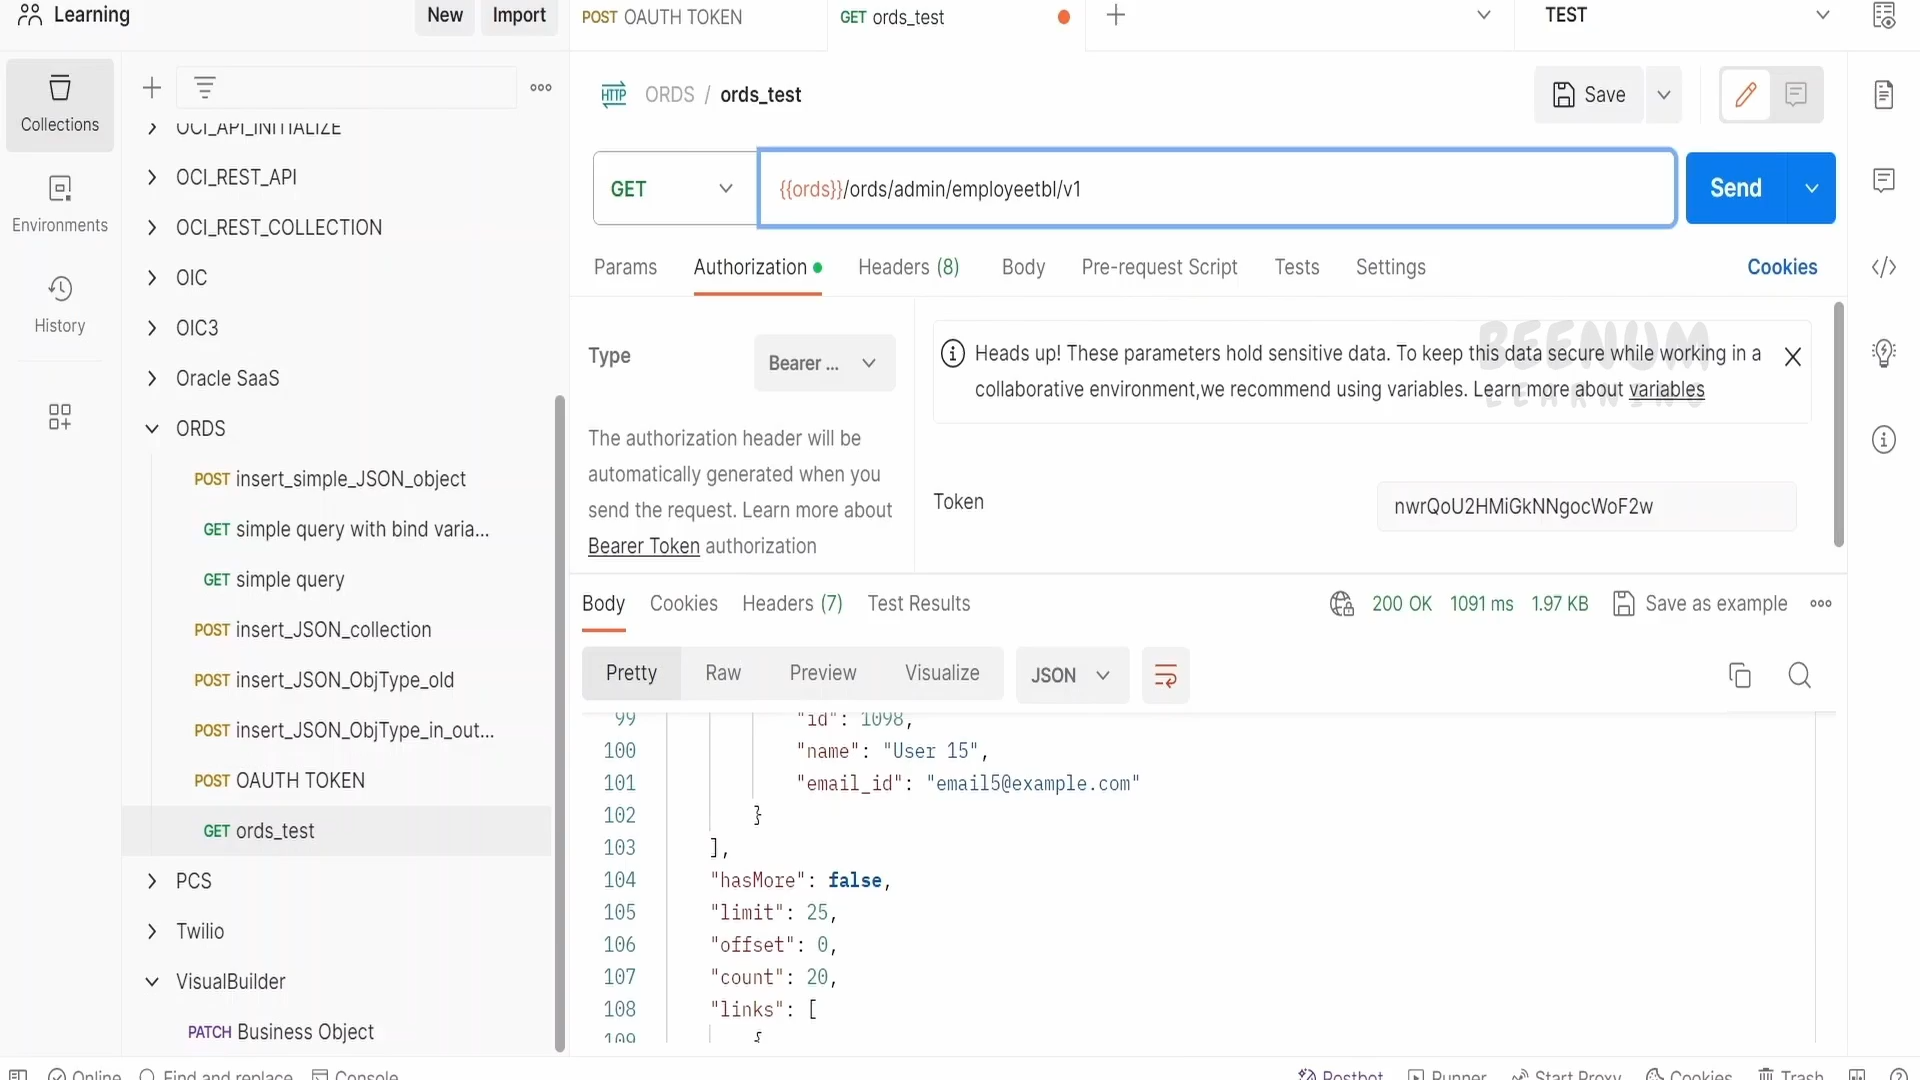 Learning
New
Import
POST OAUTH TOKEN
GET ords_test
TEST
Collections
Environments
History
OCI_API_INITIALIZE
OCI_REST_API
OCI_REST_COLLECTION
OIC
OIC3
Oracle SaaS
ORDS
POST insert_simple_JSON_object
GET simple query with bind varia...
GET simple query
POST insert_JSON_collection
POST insert_JSON_ObjType_old
POST insert_JSON_ObjType_in_out...
POST OAUTH TOKEN
GET ords_test
PCS
Twilio
VisualBuilder
PATCH Business Object
HTTP ORDS / ords_test
Save
GET
{{ords}}/ords/admin/employeetbl/v1
Send
Params
Authorization
Headers (8)
Body
Pre-request Script
Tests
Settings
Cookies
Type
Bearer ...
The authorization header will be
automatically generated when you
send the request. Learn more about
Bearer Token authorization
Heads up! These parameters hold sensitive data. To keep this data secure while working in a
collaborative environment,we recommend using variables. Learn more about variables
BEENUM
LEARNING
Token
nwrQoU2HMiGkNNgocWoF2w
Body
Cookies
Headers (7)
Test Results
200 OK
1091 ms
1.97 KB
Save as example
Pretty
Raw
Preview
Visualize
JSON
99 "id": 1098,
100 "name": "User 15",
101 "email_id": "email5@example.com"
102 }
103 ],
104 "hasMore": false,
105 "limit": 25,
106 "offset": 0,
107 "count": 20,
108 "links": [
109 {
Online
Find and replace
Console
Postbot
Runner
Start Proxy
Cookies
Trash